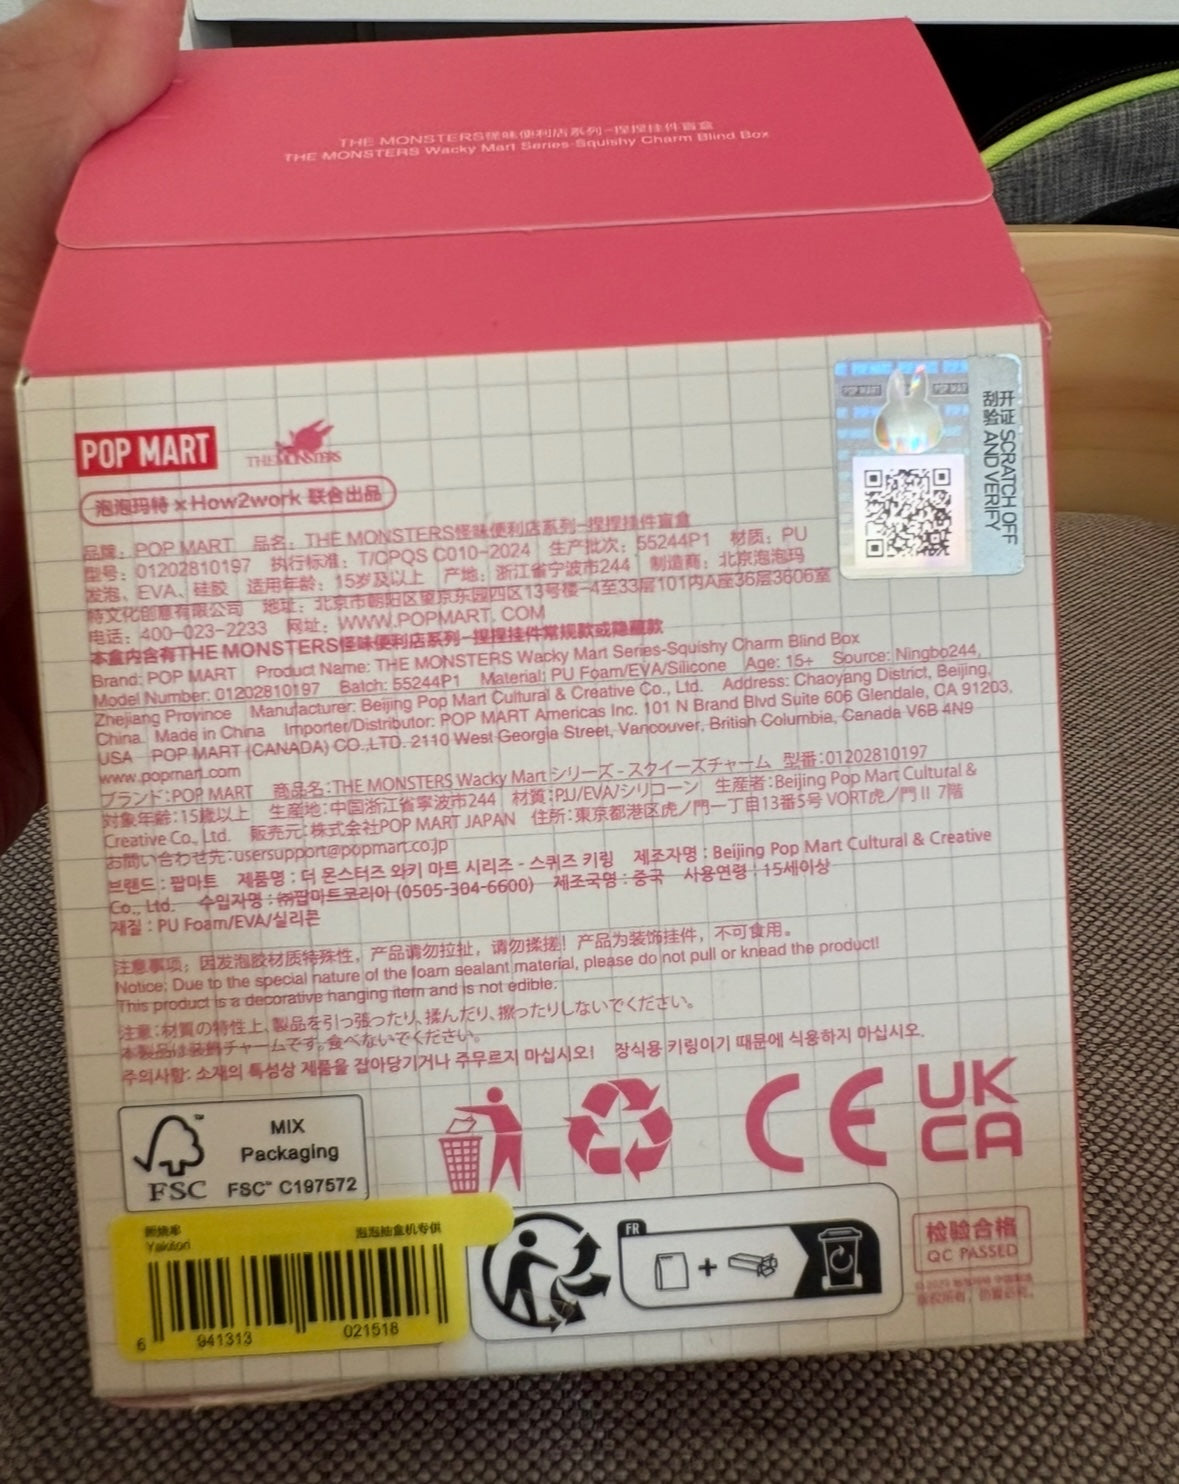 THE MONSTERS怪味便利店系列-捏捏挂件盲盒
THE MONSTERS Wacky Mart Series-Squishy Charm Blind Box
POP MART
THE MONSTERS
泡泡玛特×How2work 联合出品
开启 SCRATCH OFF
刮验 AND VERIFY
品牌：POP MART 品名：THE MONSTERS怪味便利店系列-捏捏挂件盲盒
型号：01202810197 执行标准：T/CPQS C010-2024 生产批次：55244P1 材质：PU
发泡、EVA、硅胶 适用年龄：15岁及以上 产地：浙江省宁波市244 制造商：北京泡泡玛
特文化创意有限公司 地址：北京市朝阳区望京东园四区13号楼-4至33层101内A座36层3606室
电话：400-023-2233 网址：WWW.POPMART.COM
本盒内含有THE MONSTERS怪味便利店系列-捏捏挂件常规款或隐藏款
Brand: POP MART Product Name: THE MONSTERS Wacky Mart Series-Squishy Charm Blind Box
Model Number: 01202810197 Batch: 55244P1 Material: PU Foam/EVA/Silicone Age: 15+ Source: Ningbo244,
Zhejiang Province Manufacturer: Beijing Pop Mart Cultural & Creative Co., Ltd. Address: Chaoyang District, Beijing,
China Made in China Importer/Distributor: POP MART Americas Inc. 101 N Brand Blvd Suite 606 Glendale, CA 91203,
USA POP MART (CANADA) CO.,LTD. 2110 West Georgia Street, Vancouver, British Columbia, Canada V6B 4N9
www.popmart.com
ブランド:POP MART 商品名:THE MONSTERS Wacky Mart シリーズ - スクイーズチャーム 型番:01202810197
対象年齢:15歳以上 生産地:中国浙江省寧波市244 材質:PU/EVA/シリコーン 生産者:Beijing Pop Mart Cultural &
Creative Co., Ltd. 販売元:株式会社POP MART JAPAN 住所:東京都港区虎ノ門一丁目13番5号 VORT虎ノ門 II 7階
お問い合わせ先:usersupport@popmart.co.jp
브랜드 : 팝마트 제품명 : 더 몬스터즈 와키 마트 시리즈 - 스퀴즈 키링 제조자명 : Beijing Pop Mart Cultural & Creative
Co., Ltd. 수입자명 : ㈜팝마트코리아 (0505-304-6600) 제조국명 : 중국 사용연령 : 15세이상
재질 : PU Foam/EVA/실리콘
注意事项：因发泡胶材质特殊性，产品请勿拉扯，请勿揉搓！产品为装饰挂件，不可食用。
Notice: Due to the special nature of the foam sealant material, please do not pull or knead the product!
This product is a decorative hanging item and is not edible.
注意:材質の特性上、製品を引っ張ったり、揉んだり、擦ったりしないでください。
本製品は装飾チャームです。食べないでください。
주의사항: 소재의 특성상 제품을 잡아당기거나 주무르지 마십시오! 장식용 키링이기 때문에 식용하지 마십시오.
FSC
MIX
Packaging
FSC™ C197572
CE
UK
CA
Yakitori
泡泡抽盒机专供
6 941313 021518
FR
检验合格
QC PASSED